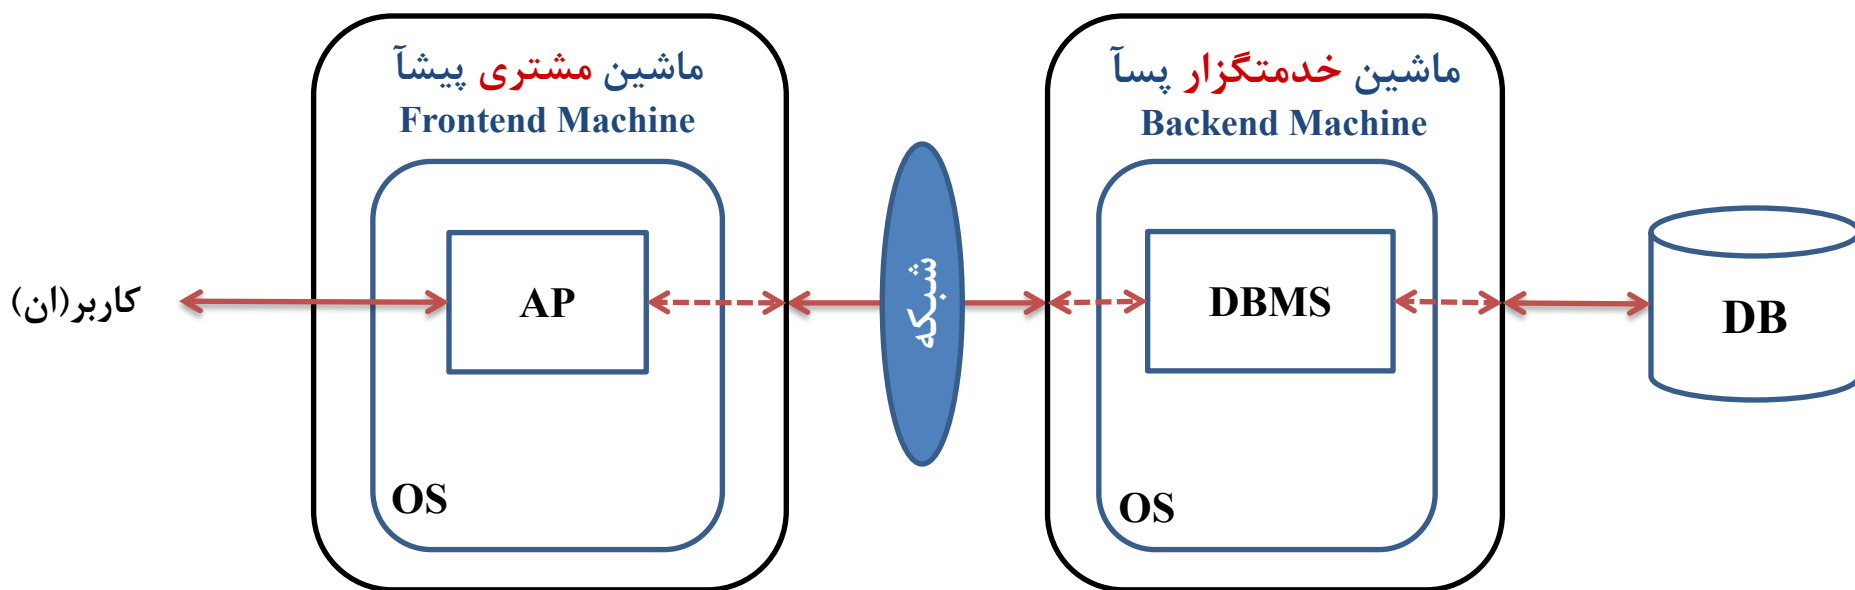 ماشین مشتری پیشآ
Frontend Machine
ماشین خدمتگزار پسآ
Backend Machine
کاربر(ان)
AP
شبکه
DBMS
DB
OS
OS